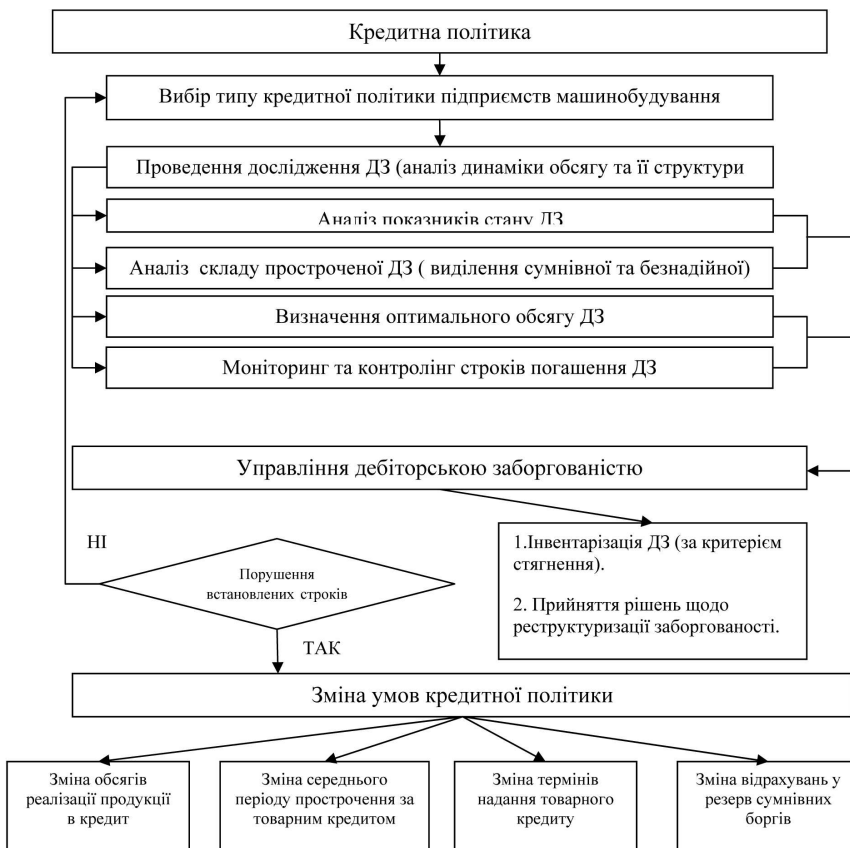 Кредитна політика
Вибір типу кредитної політики підприємств машинобудування
Проведення дослідження ДЗ (аналіз динаміки обсягу та її структури
Аналіз показників стану ДЗ
Аналіз складу простроченої ДЗ ( виділення сумнівної та безнадійної)
Визначення оптимального обсягу ДЗ
Моніторинг та контролінг строків погашення ДЗ
Управління дебіторською заборгованістю
НІ
Порушення
встановлених строків
1.Інвентаризація ДЗ (за критерієм
стягнення).
2. Прийняття рішень щодо
реструктуризації заборгованості.
ТАК
Зміна умов кредитної політики
Зміна обсягів
реалізації продукції
в кредит
Зміна середнього
періоду прострочення за
товарним кредитом
Зміна термінів
надання товарного
кредиту
Зміна відрахувань у
резерв сумнівних
боргів